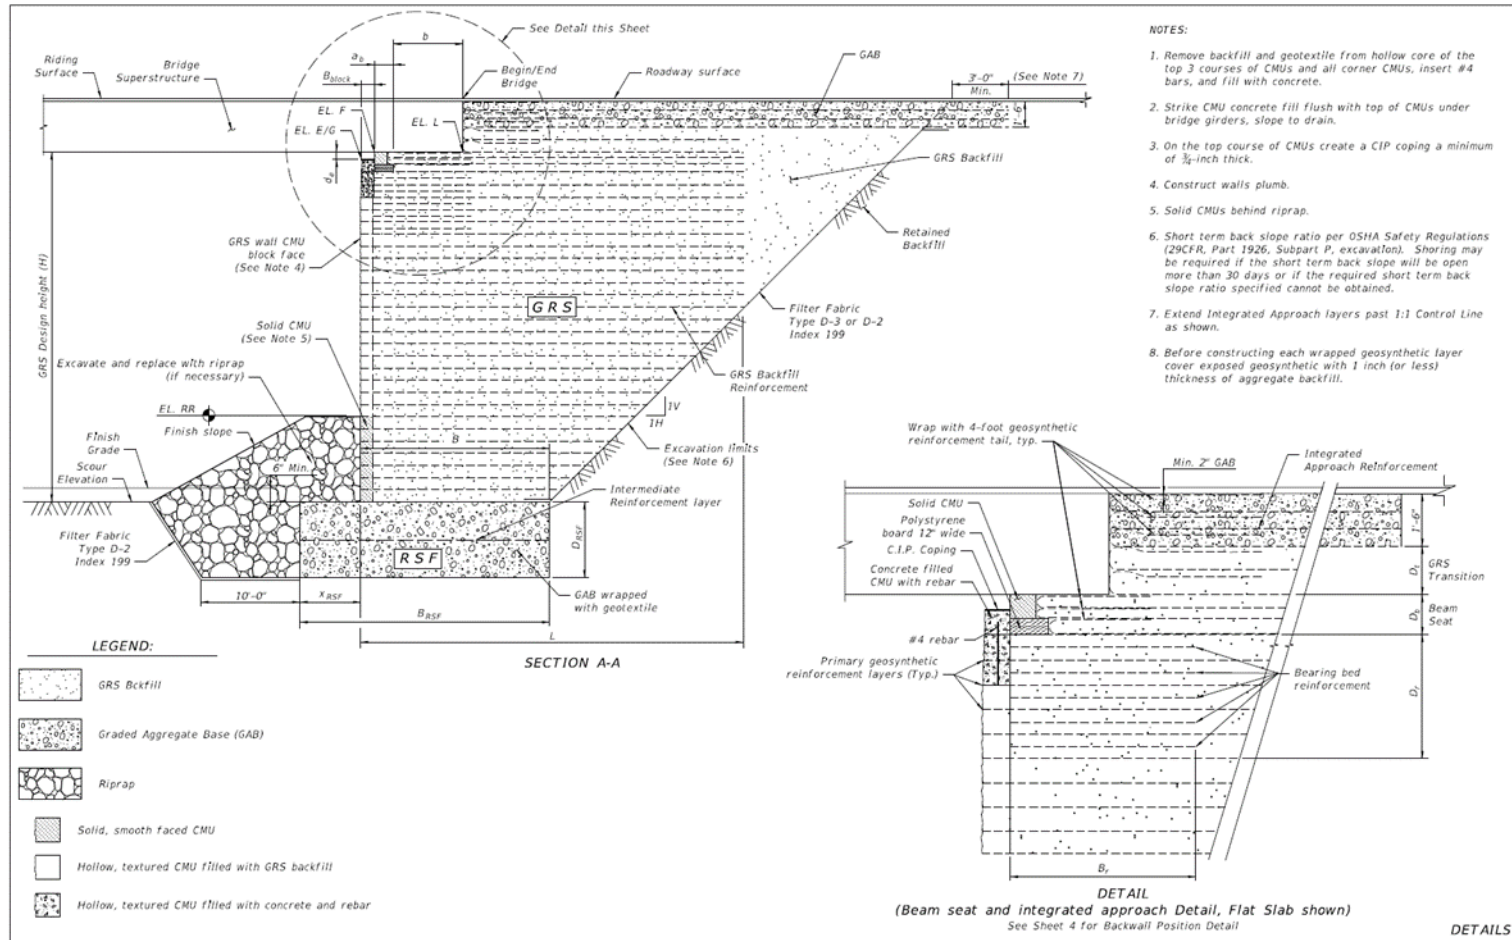 See Detail this Sheet
b
a_b
B_block
Riding
Surface
Bridge
Superstructure
Begin/End
Bridge
Roadway surface
GAB
3'-0"
Min.
(See Note 7)
1'-6"
EL. F
EL. E/G
EL. L
d_e
GRS Backfill
Retained
Backfill
GRS wall CMU
block face
(See Note 4)
GRS Design height (H)
GRS
Filter Fabric
Type D-3 or D-2
Index 199
Solid CMU
(See Note 5)
Excavate and replace with riprap
(if necessary)
GRS Backfill
Reinforcement
1V
1H
EL. RR
Finish slope
Finish
Grade
Scour
Elevation
6" Min.
B
Excavation limits
(See Note 6)
Intermediate
Reinforcement layer
D_RSF
RSF
Filter Fabric
Type D-2
Index 199
GAB wrapped
with geotextile
10'-0"
x_RSF
B_RSF
L
SECTION A-A
LEGEND:
GRS Bckfill
Graded Aggregate Base (GAB)
Riprap
Solid, smooth faced CMU
Hollow, textured CMU filled with GRS backfill
Hollow, textured CMU filled with concrete and rebar
NOTES:
1. Remove backfill and geotextile from hollow core of the
top 3 courses of CMUs and all corner CMUs, insert #4
bars, and fill with concrete.
2. Strike CMU concrete fill flush with top of CMUs under
bridge girders, slope to drain.
3. On the top course of CMUs create a CIP coping a minimum
of ¾-inch thick.
4. Construct walls plumb.
5. Solid CMUs behind riprap.
6. Short term back slope ratio per OSHA Safety Regulations
(29CFR, Part 1926, Subpart P, excavation). Shoring may
be required if the short term back slope will be open
more than 30 days or if the required short term back
slope ratio specified cannot be obtained.
7. Extend Integrated Approach layers past 1:1 Control Line
as shown.
8. Before constructing each wrapped geosynthetic layer
cover exposed geosynthetic with 1 inch (or less)
thickness of aggregate backfill.
Wrap with 4-foot geosynthetic
reinforcement tail, typ.
Min. 2" GAB
Integrated
Approach Reinforcement
Solid CMU
Polystyrene
board 12" wide
C.I.P. Coping
Concrete filled
CMU with rebar
#4 rebar
Primary geosynthetic
reinforcement layers (Typ.)
1'-6"
D_t
GRS
Transition
D_b
Beam
Seat
Bearing bed
reinforcement
D_r
B_r
DETAIL
(Beam seat and integrated approach Detail, Flat Slab shown)
See Sheet 4 for Backwall Position Detail
DETAILS